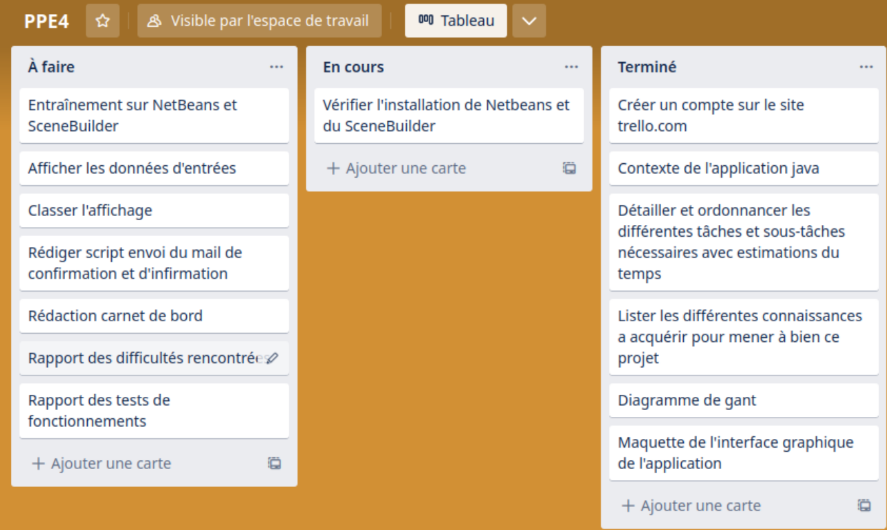 PPE4
Visible par l'espace de travail
Tableau
À faire
Entraînement sur NetBeans et
SceneBuilder
Afficher les données d'entrées
Classer l'affichage
Rédiger script envoi du mail de
confirmation et d'infirmation
Rédaction carnet de bord
Rapport des difficultés rencontrées
Rapport des tests de
fonctionnements
+ Ajouter une carte
En cours
Vérifier l'installation de Netbeans et
du SceneBuilder
+ Ajouter une carte
Terminé
Créer un compte sur le site
trello.com
Contexte de l'application java
Détailler et ordonnancer les
différentes tâches et sous-tâches
nécessaires avec estimations du
temps
Lister les différentes connaissances
a acquérir pour mener à bien ce
projet
Diagramme de gant
Maquette de l'interface graphique
de l'application
+ Ajouter une carte